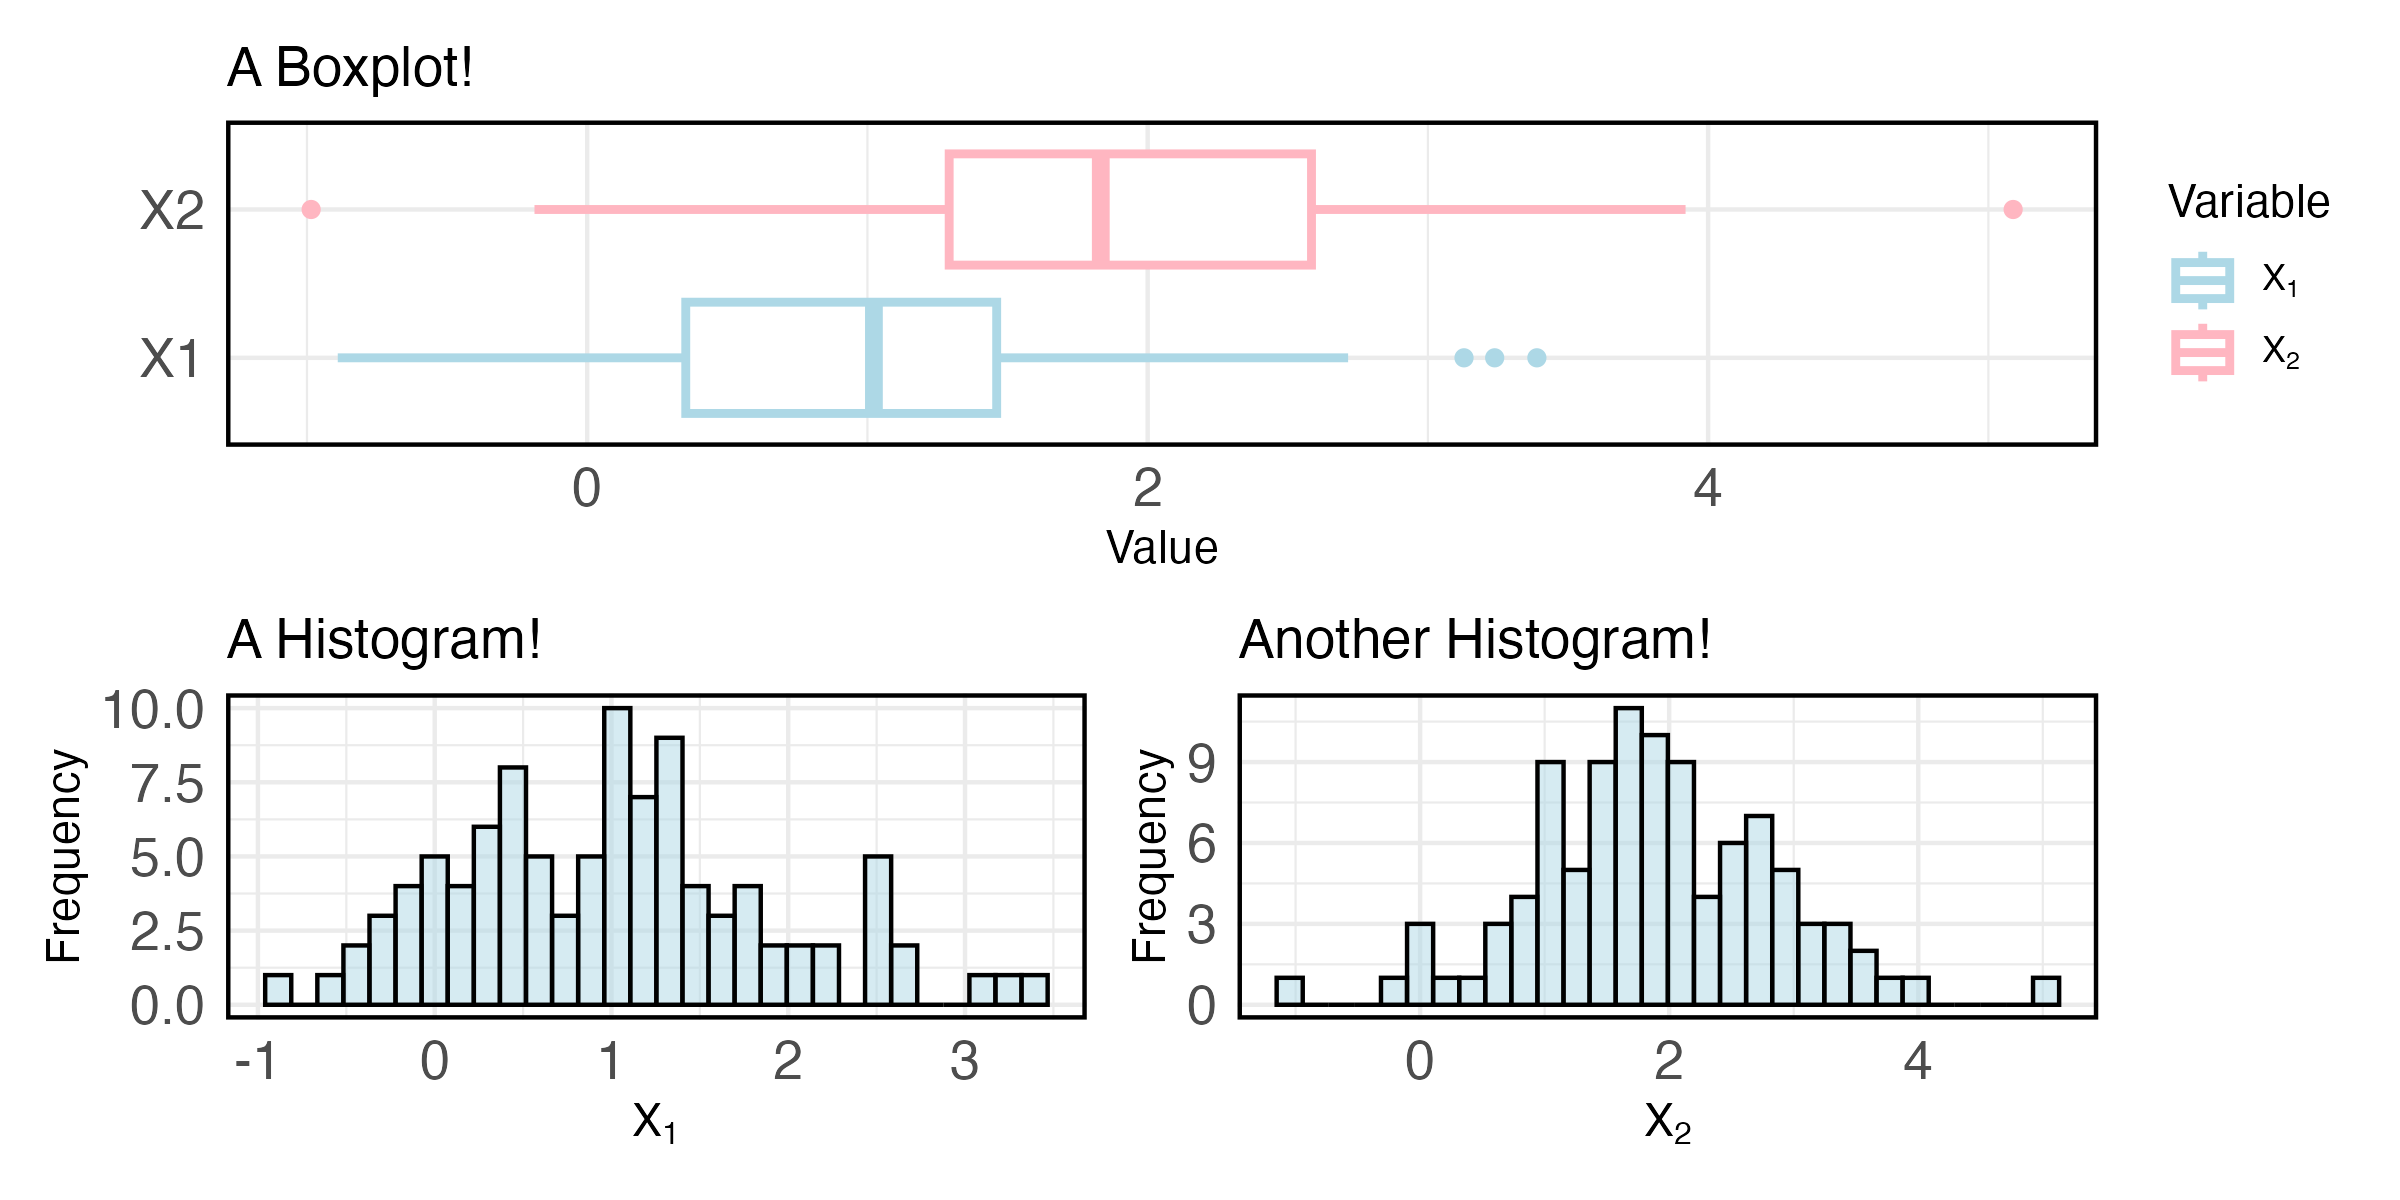 A Boxplot!
X2
X1
0 2 4
Value
Variable
X₁
X₂
A Histogram!
Frequency
10.0
7.5
5.0
2.5
0.0
-1 0 1 2 3
X₁
Another Histogram!
Frequency
9
6
3
0
0 2 4
X₂